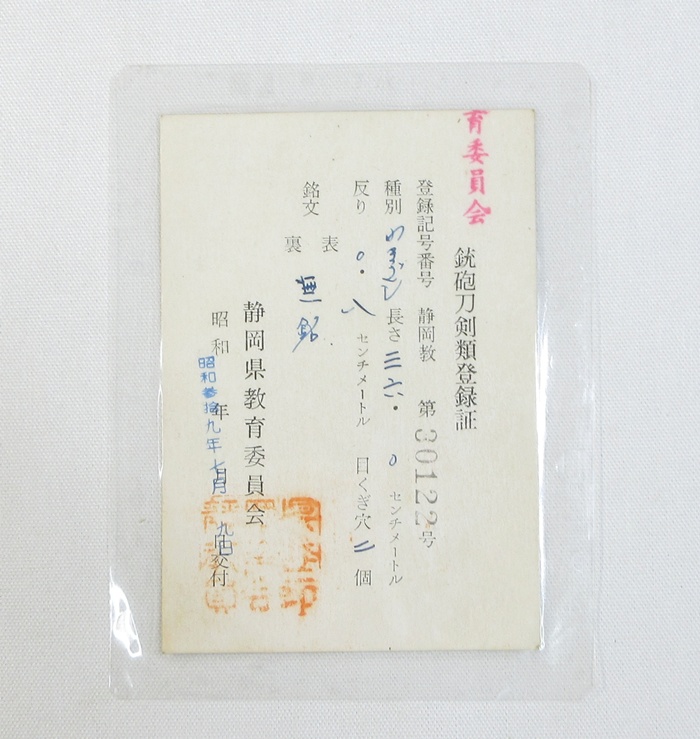 育委員会
銃砲刀剣類登録証
登録記号番号 静岡教 第30122号
種別 わきざし 長さ 三六.0 センチメートル
反り 0.八 センチメートル 目くぎ穴 二 個
銘文 表 無銘
裏
静岡県教育委員会
昭和 年 月 日交付
昭和参拾九年七月九日